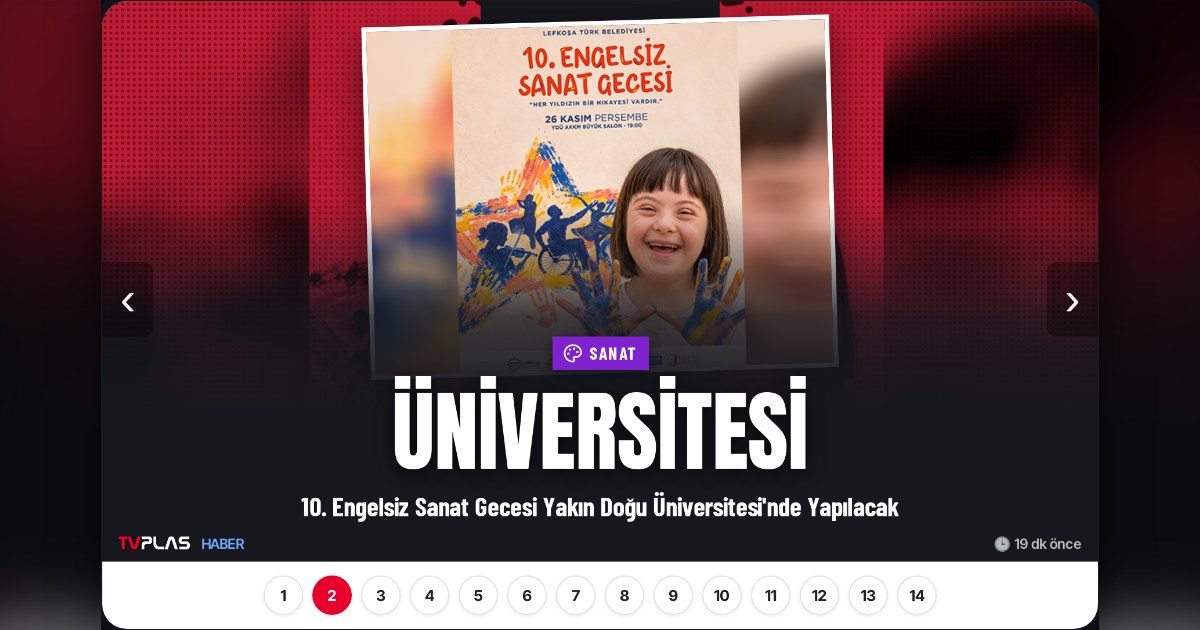 LEFKOŞA TÜRK BELEDİYESİ
10. ENGELSİZ
SANAT GECESİ
"HER YILDIZIN BİR HİKAYESİ VARDIR."
26 KASIM PERŞEMBE
YDÜ AKKM BÜYÜK SALON - 19:00
SANAT
ÜNİVERSİTESİ
10. Engelsiz Sanat Gecesi Yakın Doğu Üniversitesi'nde Yapılacak
TVPLAS HABER
19 dk önce
1 2 3 4 5 6 7 8 9 10 11 12 13 14